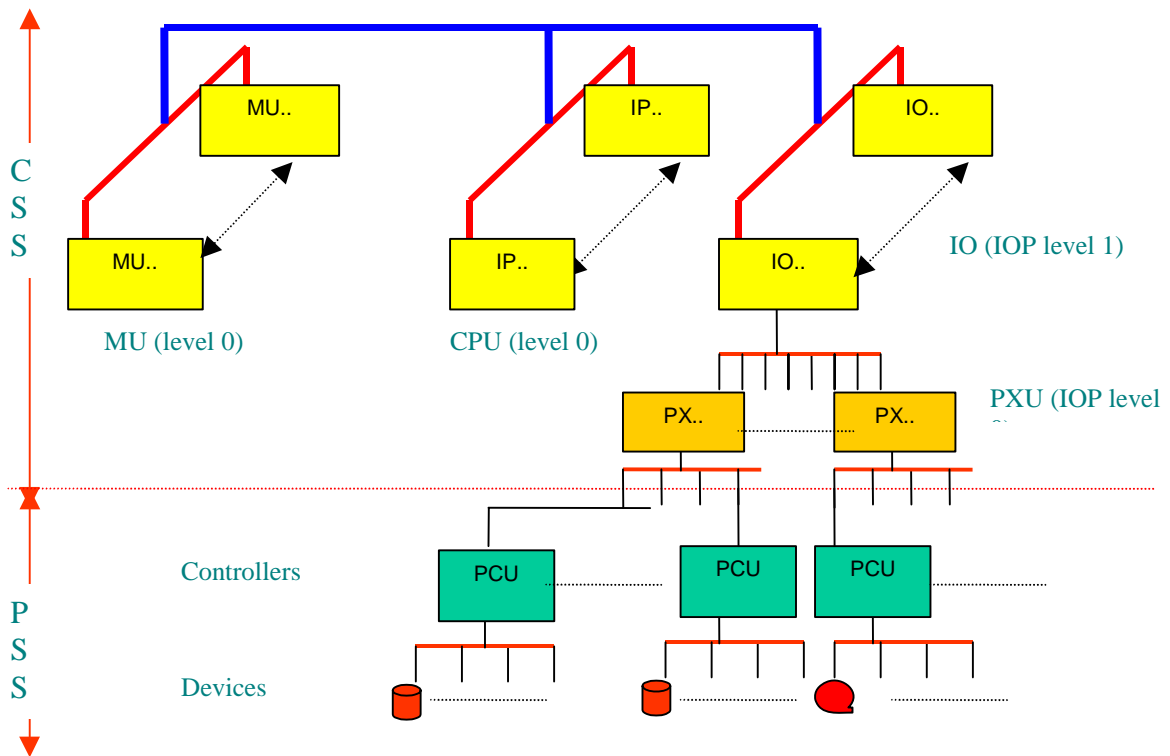 MU..
IP..
IO..
C
S
S
MU..
IP..
IO..
IO (IOP level 1)
MU (level 0)
CPU (level 0)
PX..
PX..
PXU (IOP level
Controllers
PCU
PCU
PCU
P
S
S
Devices